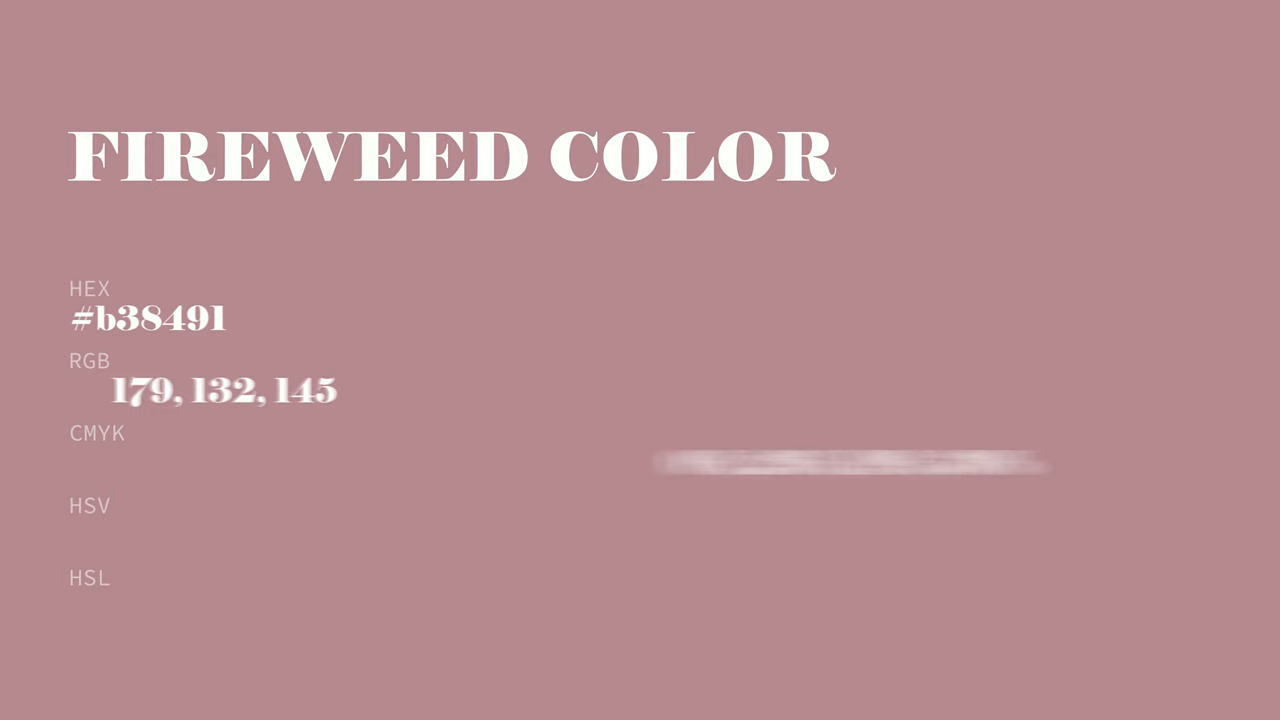 FIREWEED COLOR
HEX
#b38491
RGB
179, 132, 145
CMYK
HSV
HSL